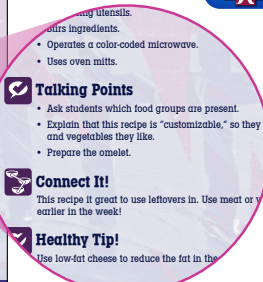 utensils.
Stirs ingredients.
• Operates a color-coded microwave.
• Uses oven mitts.
Talking Points
• Ask students which food groups are present.
• Explain that this recipe is "customizable," so they
and vegetables they like.
• Prepare the omelet.
Connect It!
This recipe it great to use leftovers in. Use meat or
earlier in the week!
Healthy Tip!
Use low-fat cheese to reduce the fat in the